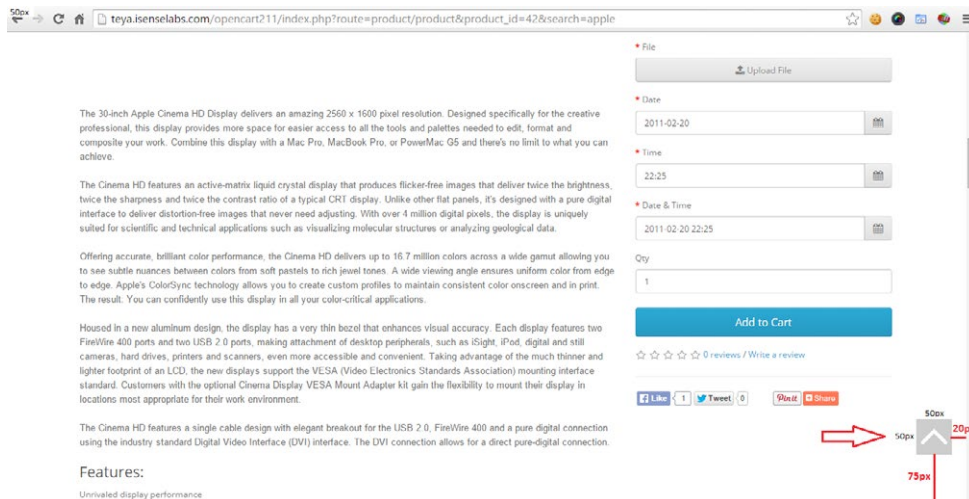 50px
teya.isenselabs.com/opencart211/index.php?route=product/product&product_id=42&search=apple
* File
Upload File
The 30-inch Apple Cinema HD Display delivers an amazing 2560 x 1600 pixel resolution. Designed specifically for the creative
professional, this display provides more space for easier access to all the tools and palettes needed to edit, format and
composite your work. Combine this display with a Mac Pro, MacBook Pro, or PowerMac G5 and there's no limit to what you can
achieve.
The Cinema HD features an active-matrix liquid crystal display that produces flicker-free images that deliver twice the brightness,
twice the sharpness and twice the contrast ratio of a typical CRT display. Unlike other flat panels, it's designed with a pure digital
interface to deliver distortion-free images that never need adjusting. With over 4 million digital pixels, the display is uniquely
suited for scientific and technical applications such as visualizing molecular structures or analyzing geological data.
Offering accurate, brilliant color performance, the Cinema HD delivers up to 16.7 million colors across a wide gamut allowing you
to see subtle nuances between colors from soft pastels to rich jewel tones. A wide viewing angle ensures uniform color from edge
to edge. Apple's ColorSync technology allows you to create custom profiles to maintain consistent color onscreen and in print.
The result: You can confidently use this display in all your color-critical applications.
Housed in a new aluminum design, the display has a very thin bezel that enhances visual accuracy. Each display features two
FireWire 400 ports and two USB 2.0 ports, making attachment of desktop peripherals, such as iSight, iPod, digital and still
cameras, hard drives, printers and scanners, even more accessible and convenient. Taking advantage of the much thinner and
lighter footprint of an LCD, the new displays support the VESA (Video Electronics Standards Association) mounting interface
standard. Customers with the optional Cinema Display VESA Mount Adapter kit gain the flexibility to mount their display in
locations most appropriate for their work environment.
The Cinema HD features a single cable design with elegant breakout for the USB 2.0, FireWire 400 and a pure digital connection
using the industry standard Digital Video Interface (DVI) interface. The DVI connection allows for a direct pure-digital connection.
Features:
Unrivaled display performance
* Date
2011-02-20
* Time
22:25
* Date & Time
2011-02-20 22:25
Qty
1
Add to Cart
0 reviews / Write a review
Like 1 Tweet 0 Pin it Share
50px
50px
20p
75px